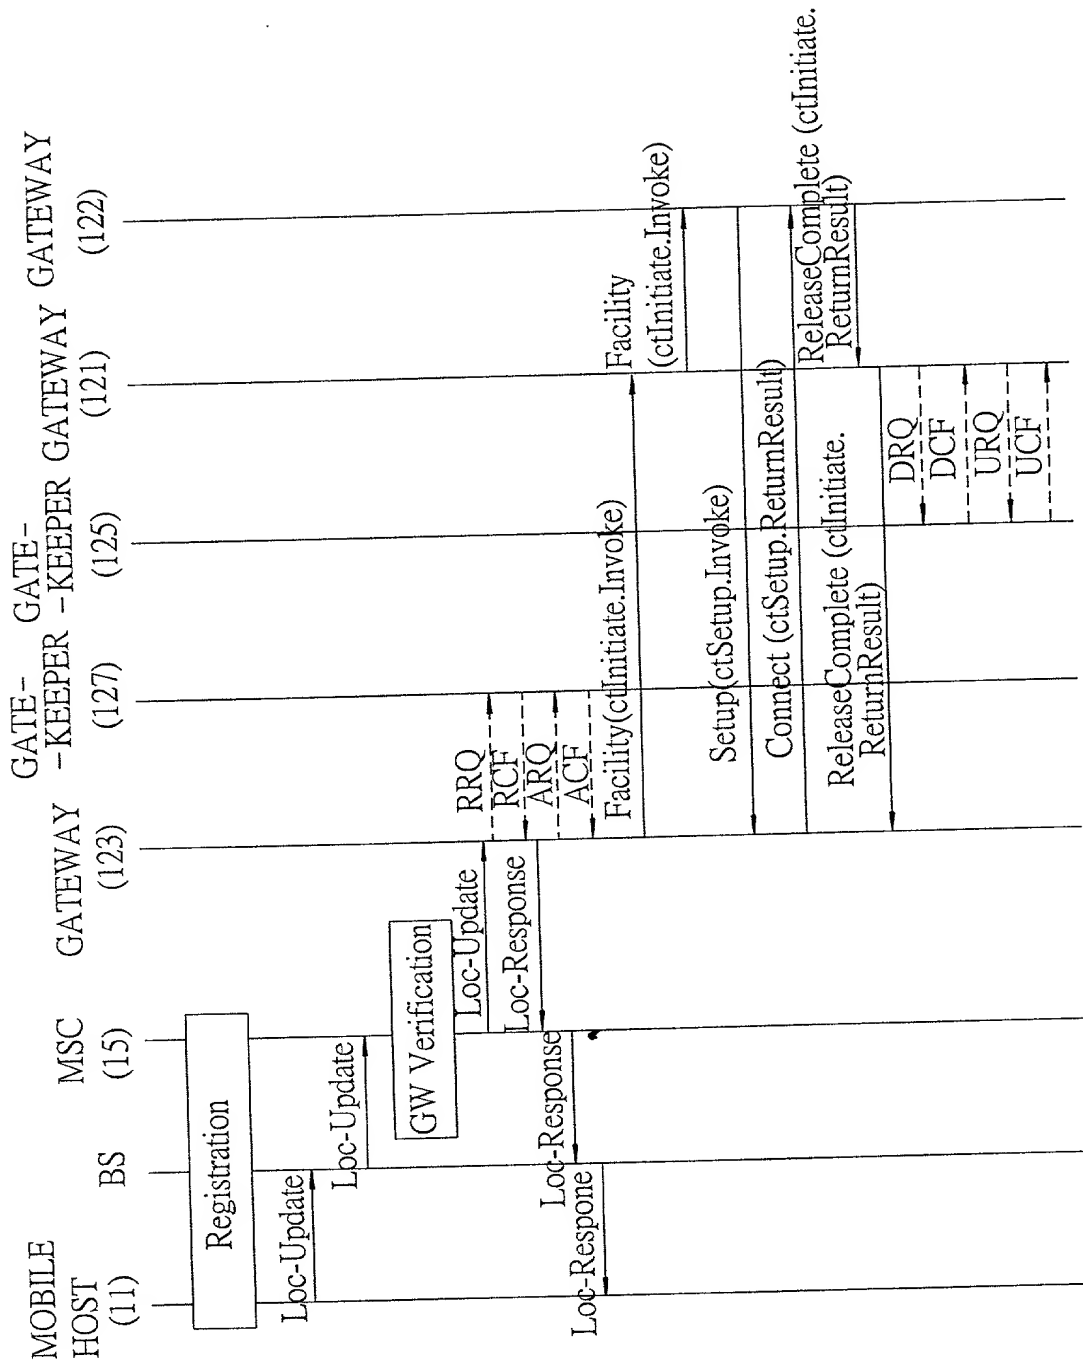 MOBILE
HOST
(11)
BS
MSC
(15)
GATEWAY
(123)
GATE-
-KEEPER
(127)
GATE-
-KEEPER
(125)
GATEWAY
(121)
GATEWAY
(122)
Registration
Loc-Update
Loc-Update
GW Verification
Loc-Update
RRQ
RCF
Loc-Response
ARQ
ACF
Loc-Response
Loc-Respone
Facility(ctInitiate.Invoke)
Facility
(ctInitiate.Invoke)
Setup(ctSetup.Invoke)
Connect (ctSetup.ReturnResult)
ReleaseComplete (ctInitiate.
ReturnResult)
ReleaseComplete (ctInitiate.
ReturnResult)
DRQ
DCF
URQ
UCF